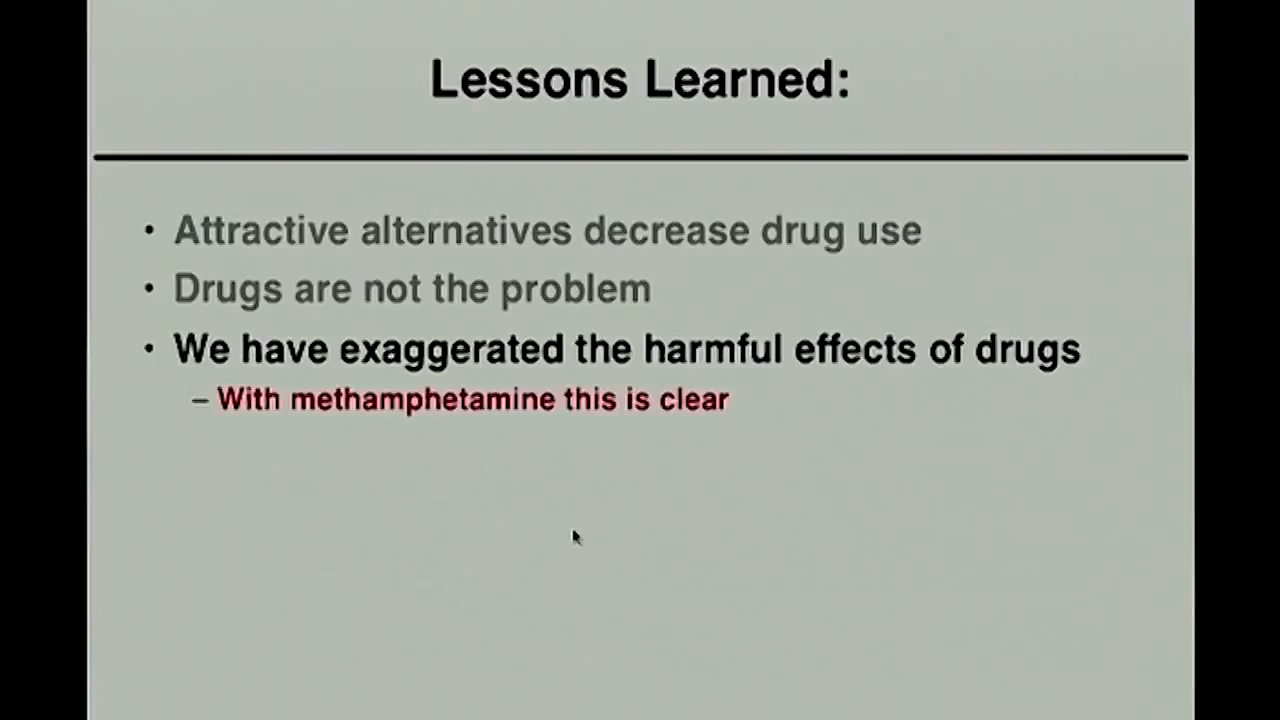 Lessons Learned:
• Attractive alternatives decrease drug use
• Drugs are not the problem
• We have exaggerated the harmful effects of drugs
– With methamphetamine this is clear